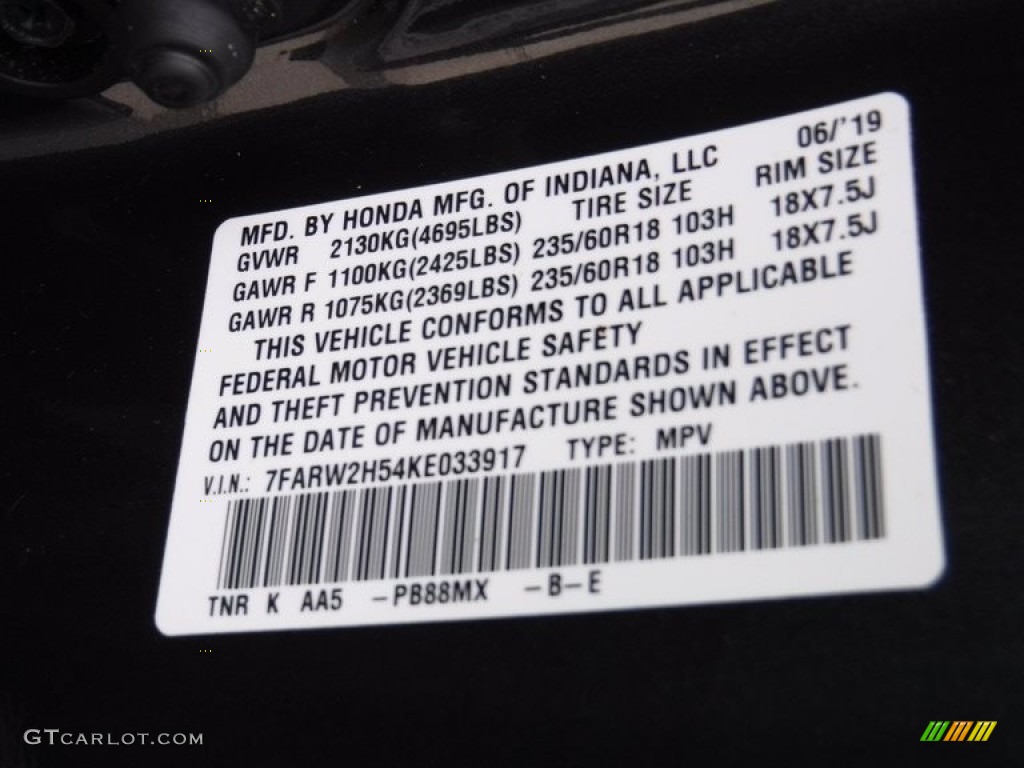 06/'19
MFD. BY HONDA MFG. OF INDIANA, LLC
GVWR 2130KG(4695LBS) TIRE SIZE RIM SIZE
GAWR F 1100KG(2425LBS) 235/60R18 103H 18X7.5J
GAWR R 1075KG(2369LBS) 235/60R18 103H 18X7.5J
THIS VEHICLE CONFORMS TO ALL APPLICABLE
FEDERAL MOTOR VEHICLE SAFETY
AND THEFT PREVENTION STANDARDS IN EFFECT
ON THE DATE OF MANUFACTURE SHOWN ABOVE.
V.I.N.: 7FARW2H54KE033917 TYPE: MPV
TNR K AA5 -PB88MX -B-E
GTCARLOT.COM